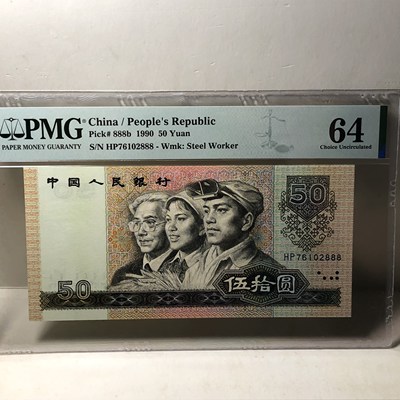 PMG
PAPER MONEY GUARANTY
China / People's Republic
Pick# 888b 1990 50 Yuan
S/N HP76102888 - Wmk: Steel Worker
64
Choice Uncirculated
中国人民银行
50
HP76102888
50
伍拾圆